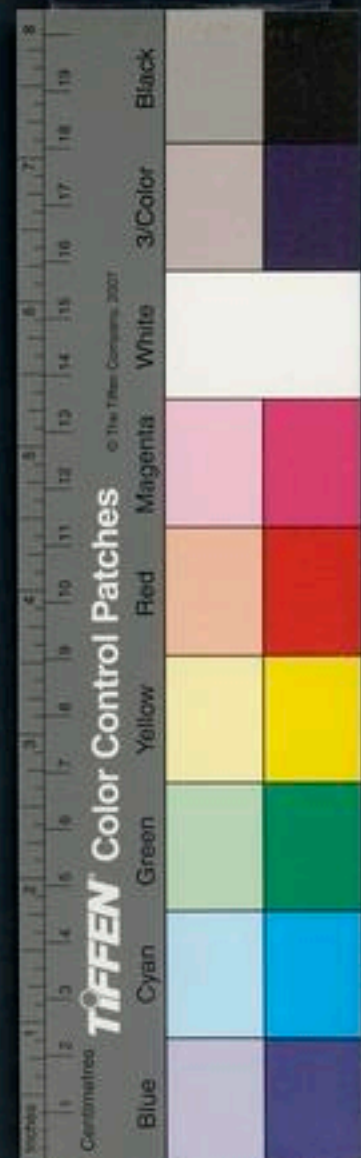 Inches 1 2 3 4 5 6 7 8
Centimetres 1 2 3 4 5 6 7 8 9 10 11 12 13 14 15 16 17 18 19
TIFFEN Color Control Patches © The Tiffen Company, 2007
Blue Cyan Green Yellow Red Magenta White 3/Color Black